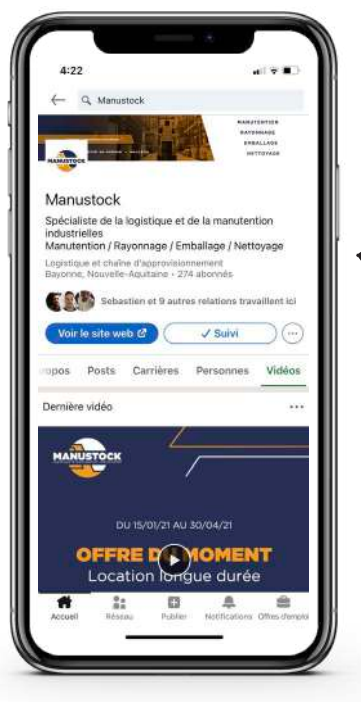 4:22
Manustock
MANUTENTION
RAYONNAGE
EMBALLAGE
NETTOYAGE
MANUSTOCK
Manustock
Spécialiste de la logistique et de la manutention
industrielles
Manutention / Rayonnage / Emballage / Nettoyage
Logistique et chaîne d'approvisionnement
Bayonne, Nouvelle-Aquitaine • 274 abonnés
Sebastien et 9 autres relations travaillent ici
Voir le site web
Suivi
opos Posts Carrières Personnes Vidéos
Dernière vidéo
MANUSTOCK
DU 15/01/21 AU 30/04/21
OFFRE DU MOMENT
Location longue durée
Accueil Réseau Publier Notifications Offres d'emploi